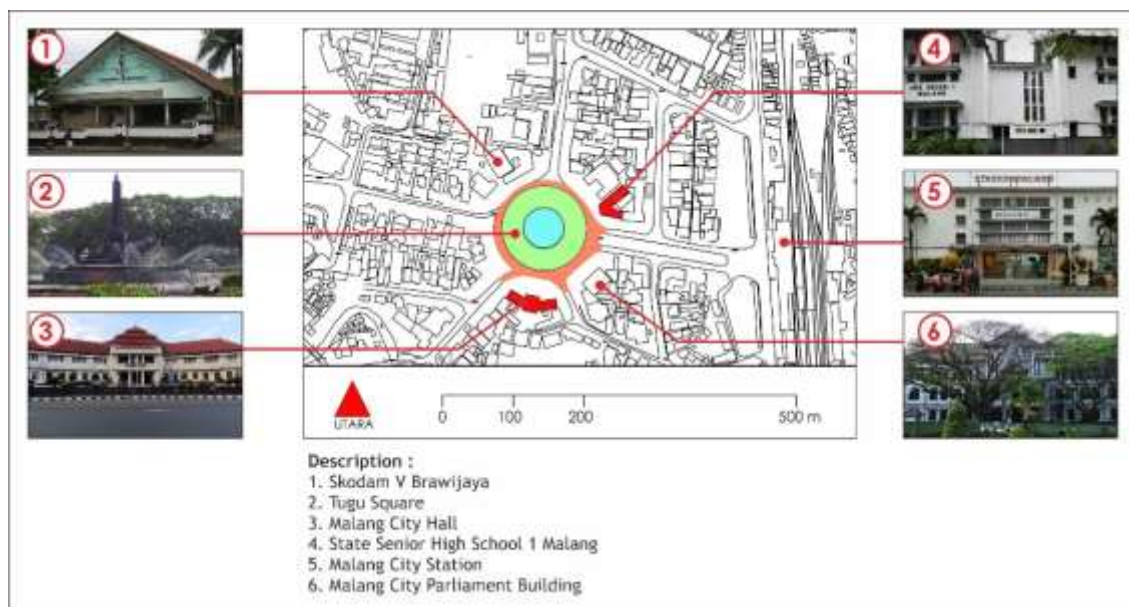 1
4
2
5
3
6
UTARA
0
100
200
500 m
Description :
1. Skodam V Brawijaya
2. Tugu Square
3. Malang City Hall
4. State Senior High School 1 Malang
5. Malang City Station
6. Malang City Parliament Building